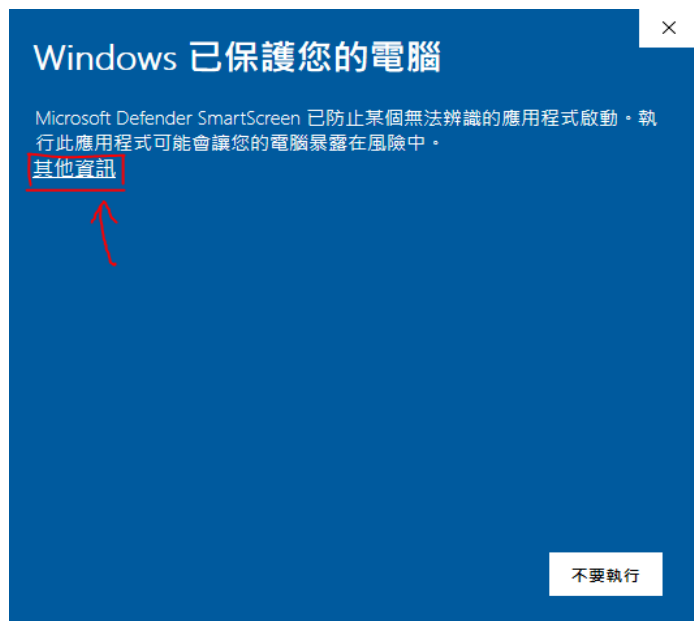 Windows 已保護您的電腦
Microsoft Defender SmartScreen 已防止某個無法辨識的應用程式啟動。執
行此應用程式可能會讓您的電腦暴露在風險中。
其他資訊
不要執行